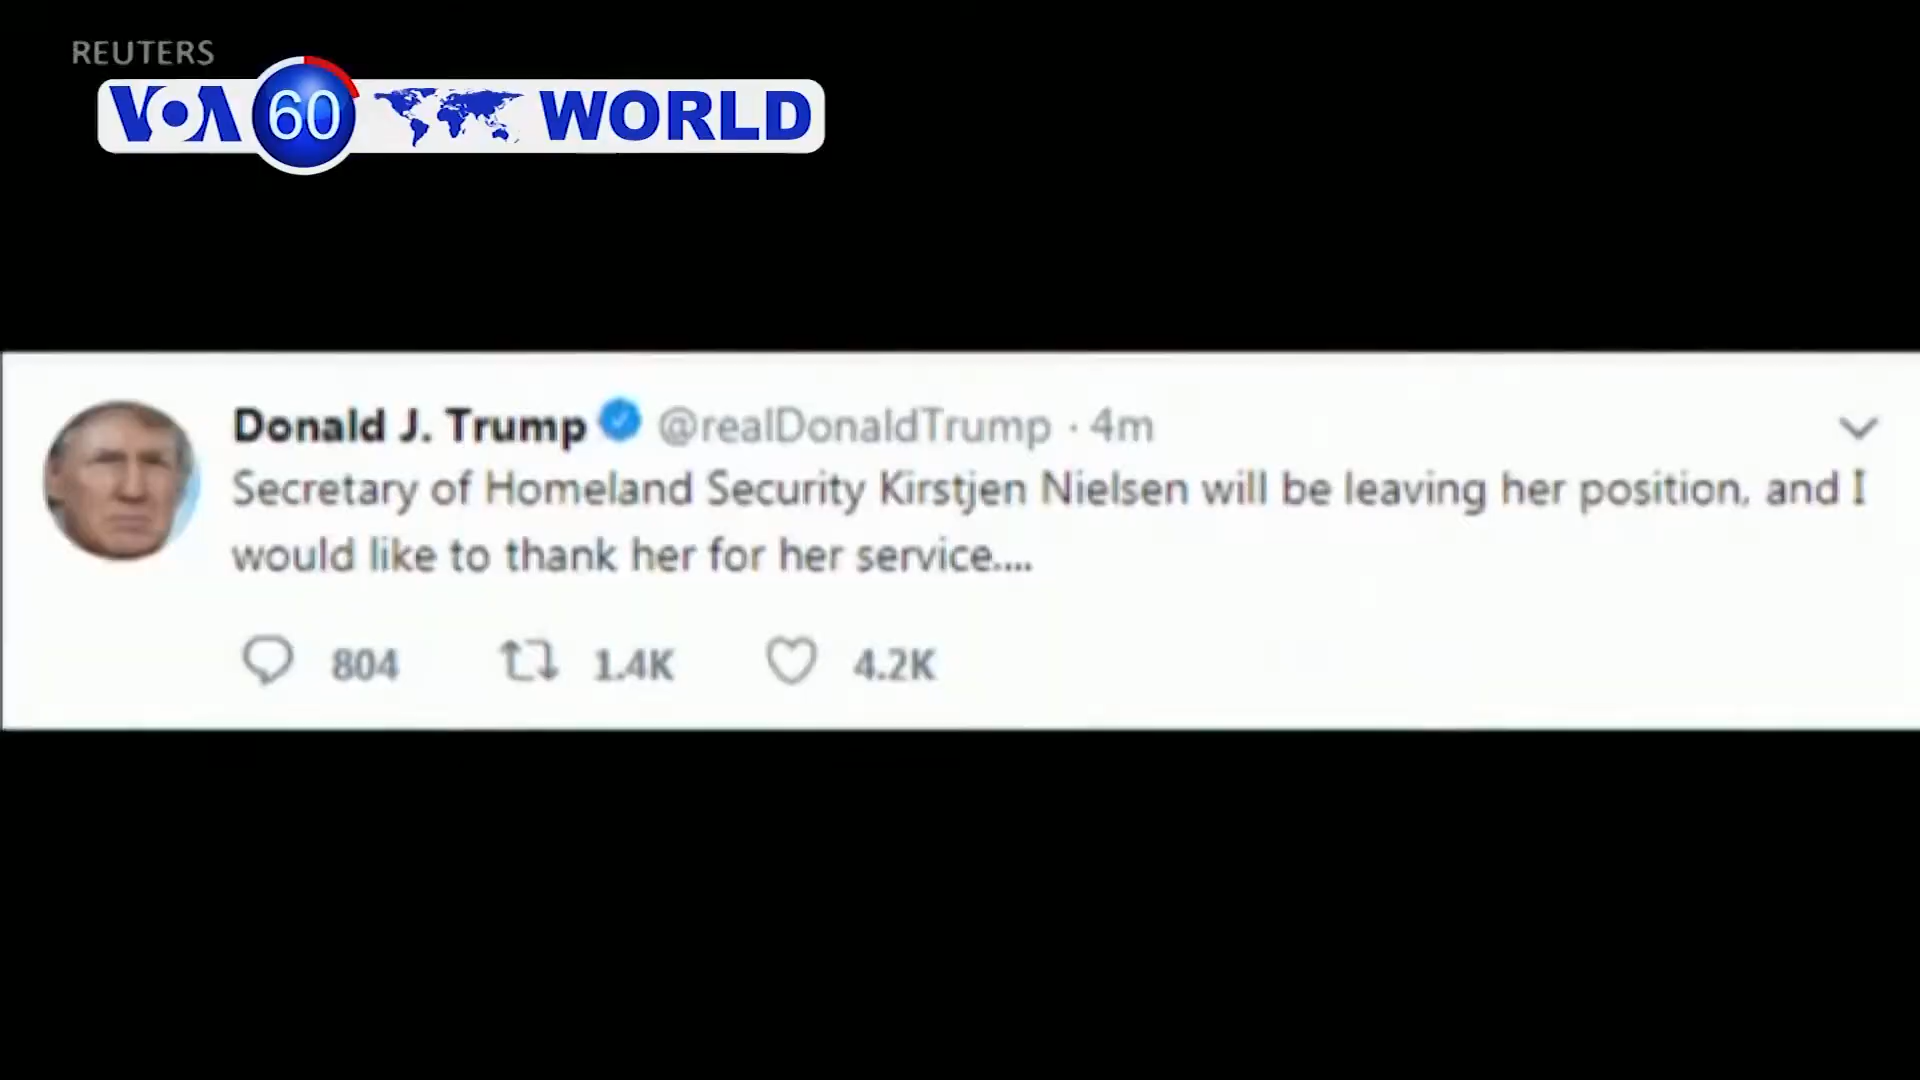 REUTERS
VOA 60 WORLD
Donald J. Trump @realDonaldTrump · 4m
Secretary of Homeland Security Kirstjen Nielsen will be leaving her position, and I
would like to thank her for her service....
804 1.4K 4.2K